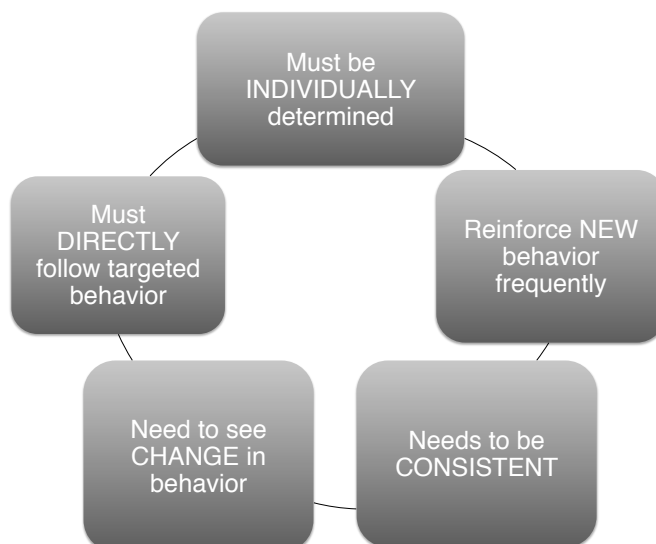 Must be
INDIVIDUALLY
determined
Reinforce NEW
behavior
frequently
Needs to be
CONSISTENT
Need to see
CHANGE in
behavior
Must
DIRECTLY
follow targeted
behavior